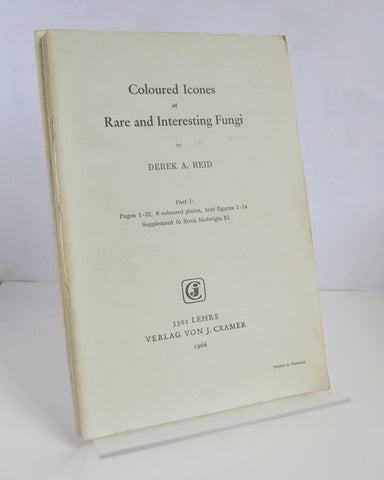 Coloured Icones
of
Rare and Interesting Fungi
by
DEREK A. REID
Part 1:
Pages 1-32, 8 coloured plates, text figures 1-14
Supplement to Nova Hedwigia XI
3301 LEHRE
VERLAG VON J. CRAMER
1966
Printed in Germany